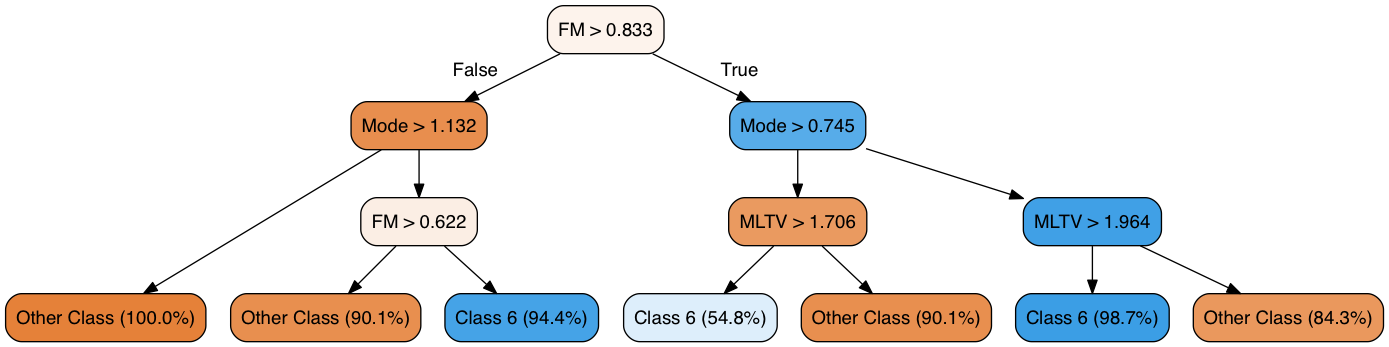 FM > 0.833
False
True
Mode > 1.132
Mode > 0.745
FM > 0.622
MLTV > 1.706
MLTV > 1.964
Other Class (100.0%)
Other Class (90.1%)
Class 6 (94.4%)
Class 6 (54.8%)
Other Class (90.1%)
Class 6 (98.7%)
Other Class (84.3%)